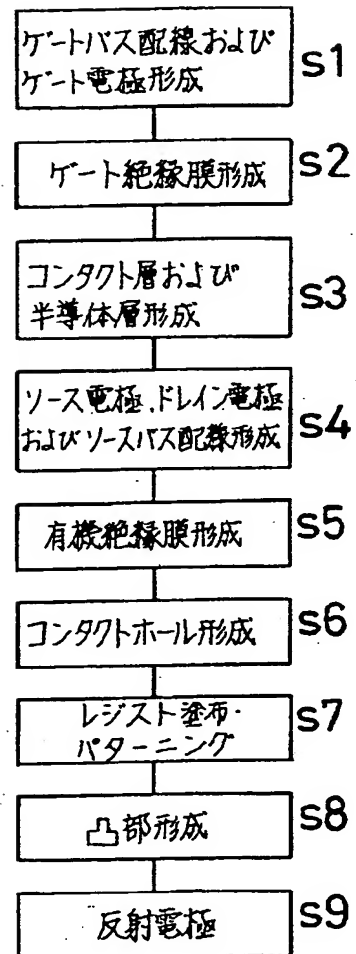 ゲートバス配線および
ゲート電極形成
s1
ゲート絶縁膜形成
s2
コンタクト層および
半導体層形成
s3
ソース電極、ドレイン電極
およびソースバス配線形成
s4
有機絶縁膜形成
s5
コンタクトホール形成
s6
レジスト塗布・
パターニング
s7
凸部形成
s8
反射電極
s9